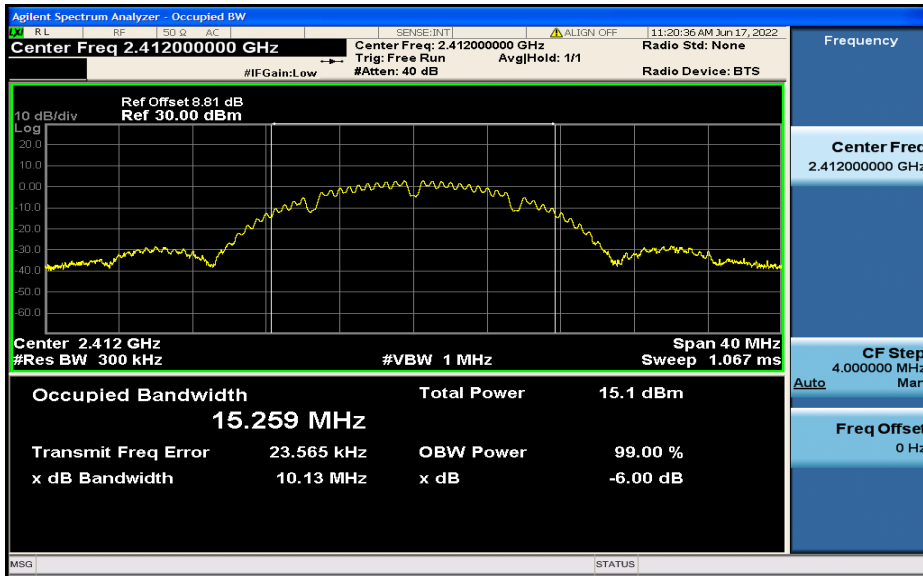 Agilent Spectrum Analyzer - Occupied BW
LXI RL RF 50 Ω AC SENSE:INT ALIGN OFF 11:20:36 AM Jun 17, 2022
Center Freq 2.412000000 GHz
Center Freq: 2.412000000 GHz
Radio Std: None
Trig: Free Run Avg|Hold: 1/1
#IFGain:Low #Atten: 40 dB Radio Device: BTS
Ref Offset 8.81 dB
10 dB/div Ref 30.00 dBm
Log
20.0
10.0
0.00
-10.0
-20.0
-30.0
-40.0
-50.0
-60.0
Center 2.412 GHz Span 40 MHz
#Res BW 300 kHz #VBW 1 MHz Sweep 1.067 ms
Occupied Bandwidth Total Power 15.1 dBm
15.259 MHz
Transmit Freq Error 23.565 kHz OBW Power 99.00 %
x dB Bandwidth 10.13 MHz x dB -6.00 dB
MSG STATUS
Frequency
Center Freq
2.412000000 GHz
CF Step
4.000000 MHz
Auto Man
Freq Offset
0 Hz